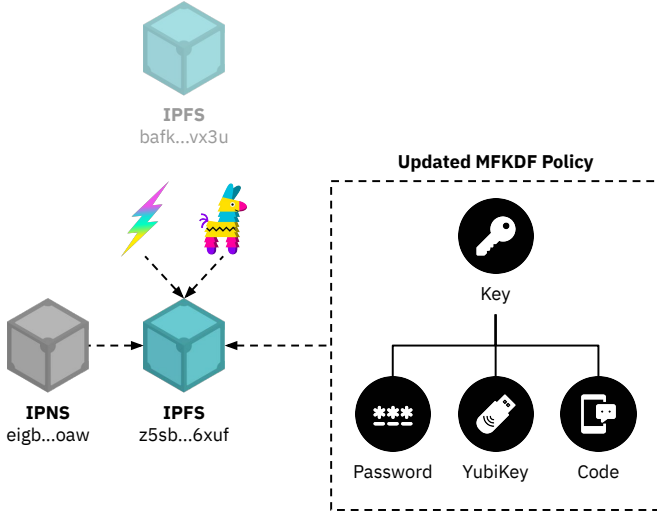 IPFS
bafk...vx3u
Updated MFKDF Policy
Key
IPNS
eigb...oaw
IPFS
z5sb...6xuf
Password
YubiKey
Code